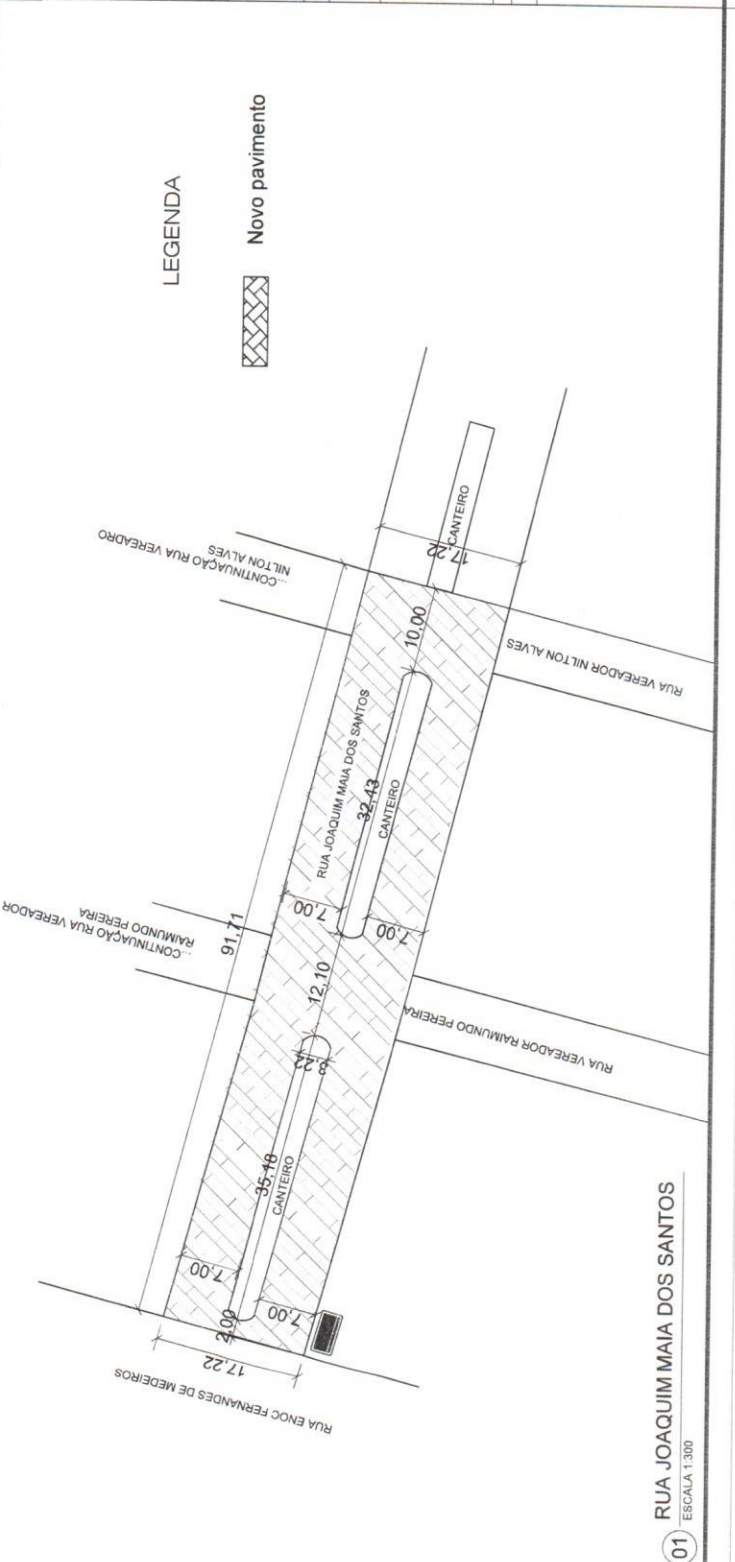 LEGENDA
Novo pavimento
...CONTINUAÇÃO RUA VEREADRO
NILTON ALVES
...CONTINUAÇÃO RUA VEREADOR
RAIMUNDO PEREIRA
91,71
17,22
CANTEIRO
10,00
RUA JOAQUIM MAIA DOS SANTOS
32,43
CANTEIRO
7,00
7,00
12,10
3,22
35,18
CANTEIRO
7,00
7,00
2,00
17,22
RUA ENOC FERNANDES DE MEDEIROS
RUA VEREADOR RAIMUNDO PEREIRA
RUA VEREADOR NILTON ALVES
01
RUA JOAQUIM MAIA DOS SANTOS
ESCALA 1:300